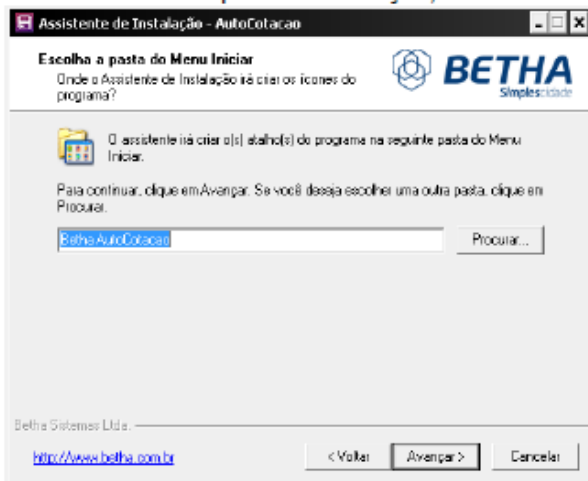 Assistente de Instalação - AutoCotacao
Escolha a pasta do Menu Iniciar
Onde o Assistente de Instalação irá criar os ícones do
programa?
BETHA
Simplescidade
O assistente irá criar o(s) atalho(s) do programa na seguinte pasta do Menu
Iniciar.
Para continuar, clique em Avançar. Se você deseja escolher uma outra pasta, clique em
Procurar.
Betha AutoCotacao
Procurar...
Betha Sistemas Ltda.
http://www.betha.com.br
< Voltar
Avançar >
Cancelar